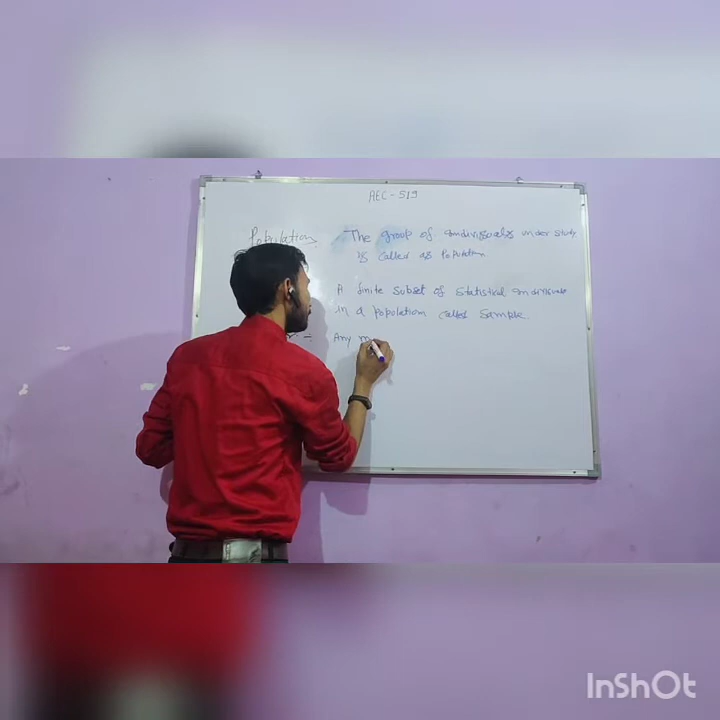 AEC - 519
Population The group of individuals under study
is called as Population
A finite subset of statistical
in a population called Sample
Any m
InShOt